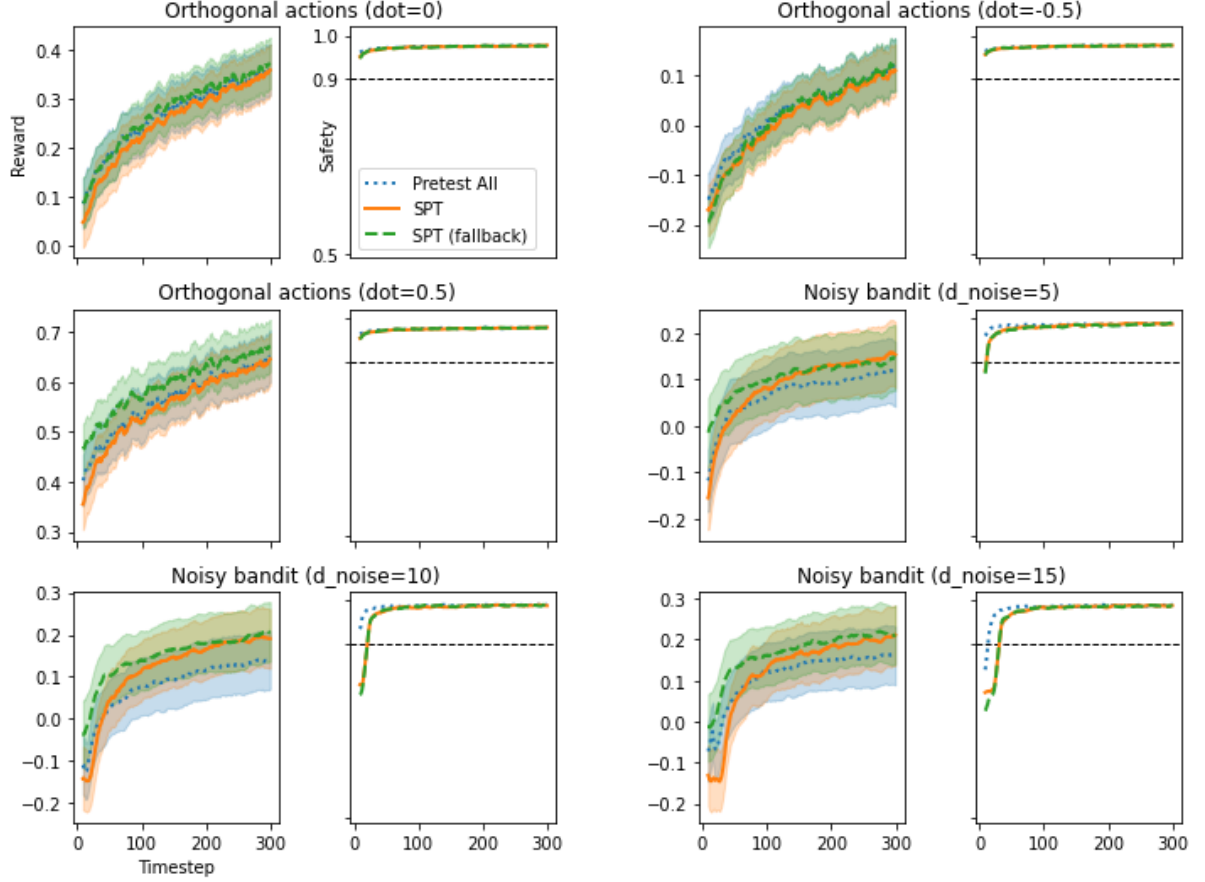 Orthogonal actions (dot=0)
Orthogonal actions (dot=-0.5)
Reward
0.4
0.3
0.2
0.1
0.0
Safety
1.0
0.9
0.5
Pretest All
SPT
SPT (fallback)
0.1
0.0
−0.1
−0.2
Orthogonal actions (dot=0.5)
Noisy bandit (d_noise=5)
0.7
0.6
0.5
0.4
0.3
0.2
0.1
0.0
−0.1
−0.2
Noisy bandit (d_noise=10)
Noisy bandit (d_noise=15)
0.3
0.2
0.1
0.0
−0.1
−0.2
0 100 200 300
0 100 200 300
Timestep
0.3
0.2
0.1
0.0
−0.1
−0.2
0 100 200 300
0 100 200 300